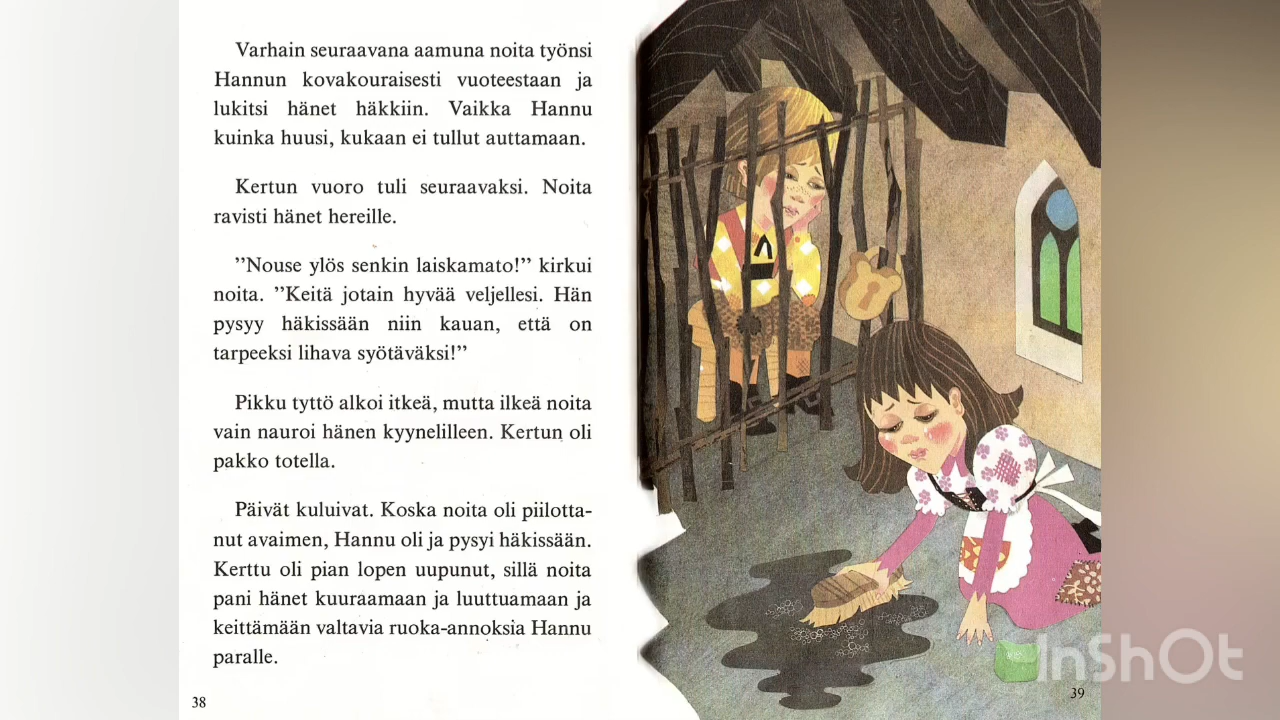 Varhain seuraavana aamuna noita työnsi
Hannun kovakouraisesti vuoteestaan ja
lukitsi hänet häkkiin. Vaikka Hannu
kuinka huusi, kukaan ei tullut auttamaan.
Kertun vuoro tuli seuraavaksi. Noita
ravisti hänet hereille.
”Nouse ylös senkin laiskamato!” kirkui
noita. ”Keitä jotain hyvää veljellesi. Hän
pysyy häkissään niin kauan, että on
tarpeeksi lihava syötäväksi!”
Pikku tyttö alkoi itkeä, mutta ilkeä noita
vain nauroi hänen kyynelilleen. Kertun oli
pakko totella.
Päivät kuluivat. Koska noita oli piilotta-
nut avaimen, Hannu oli ja pysyi häkissään.
Kerttu oli pian lopen uupunut, sillä noita
pani hänet kuuraamaan ja luuttuamaan ja
keittämään valtavia ruoka-annoksia Hannu
paralle.
38
39
InShOt